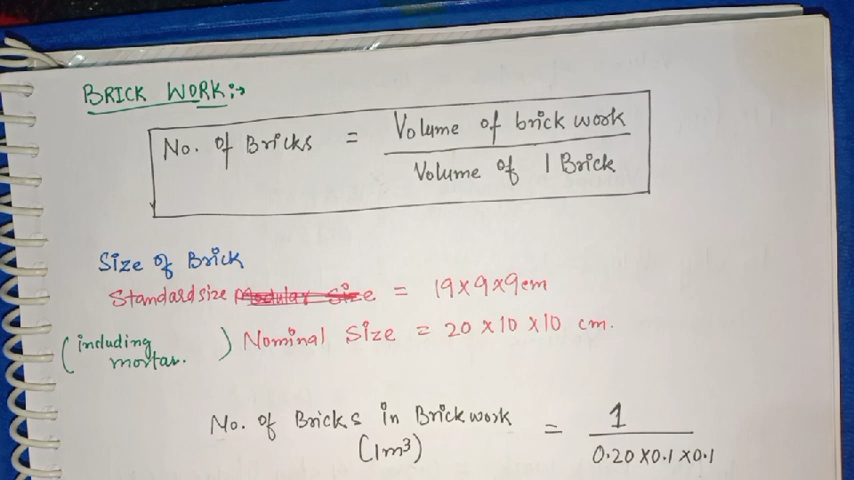 BRICK WORK:→
No. of Bricks = Volume of brick work / Volume of 1 Brick
Size of Brick
Standard size Modular Size = 19x9x9cm
(including mortar.) Nominal Size = 20 x 10 x 10 cm.
No. of Bricks in Brickwork (1m³) = 1 / 0.20 x 0.1 x 0.1